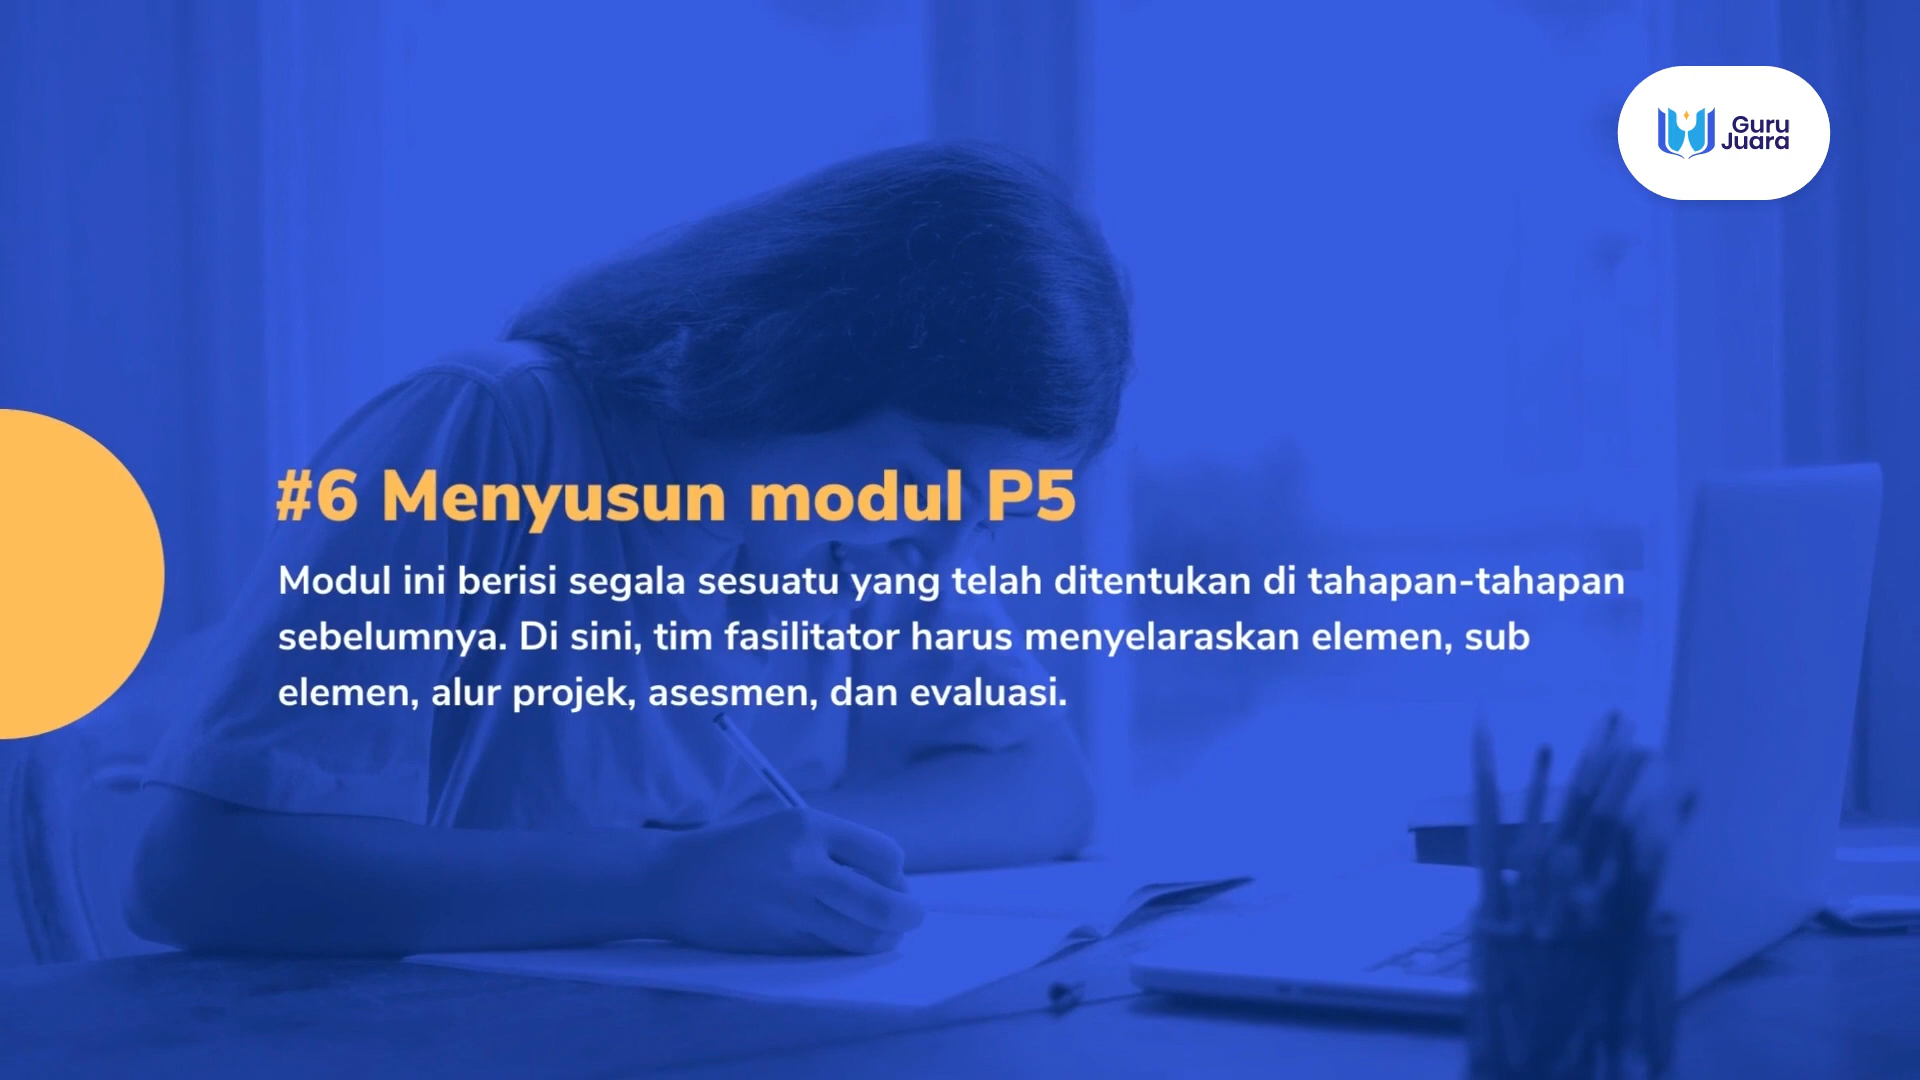 Guru
Juara
#6 Menyusun modul P5
Modul ini berisi segala sesuatu yang telah ditentukan di tahapan-tahapan
sebelumnya. Di sini, tim fasilitator harus menyelaraskan elemen, sub
elemen, alur projek, asesmen, dan evaluasi.